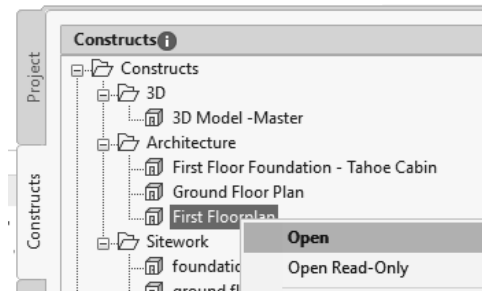 Project
Constructs
Constructs
Constructs
3D
3D Model -Master
Architecture
First Floor Foundation - Tahoe Cabin
Ground Floor Plan
First Floorplan
Sitework
Open
Open Read-Only